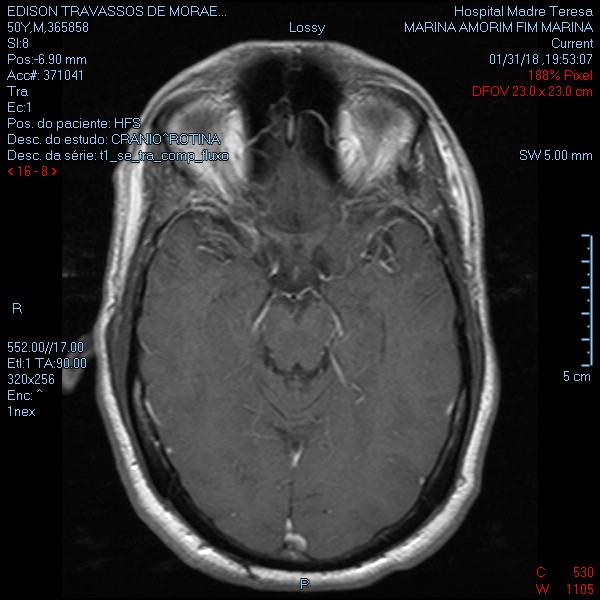 EDISON TRAVASSOS DE MORAE...
50Y,M,365858
Sl:8
Pos:-6.90 mm
Acc#: 371041
Tra
Ec:1
Pos. do paciente: HFS
Desc. do estudo: CRANIO^ROTINA
Desc. da série: t1_se_tra_comp_fluxo
< 16 - 8 >
Lossy
Hospital Madre Teresa
MARINA AMORIM FIM MARINA
Current
01/31/18 ,19:53:07
188% Pixel
DFOV 23.0 x 23.0 cm
SW 5.00 mm
R
552.00//17.00
Etl:1 TA:90.00
320x256
Enc: ^
1nex
5 cm
P
C 530
W 1105